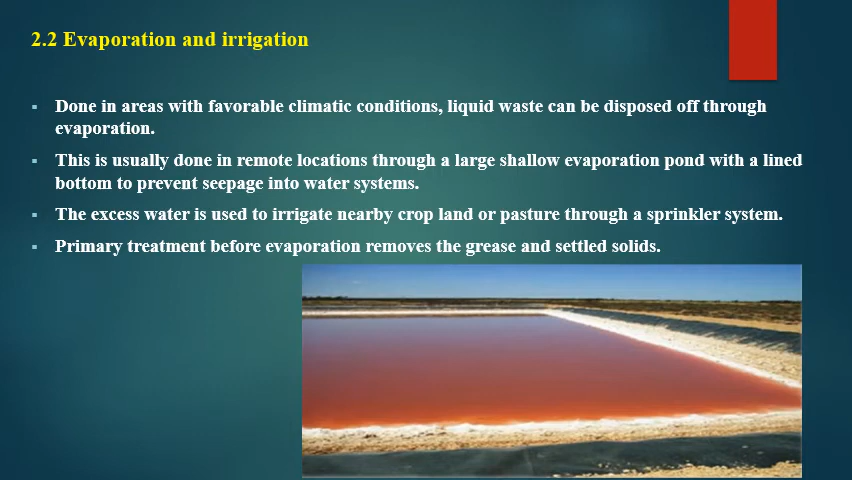 2.2 Evaporation and irrigation
▪ Done in areas with favorable climatic conditions, liquid waste can be disposed off through
evaporation.
▪ This is usually done in remote locations through a large shallow evaporation pond with a lined
bottom to prevent seepage into water systems.
▪ The excess water is used to irrigate nearby crop land or pasture through a sprinkler system.
▪ Primary treatment before evaporation removes the grease and settled solids.